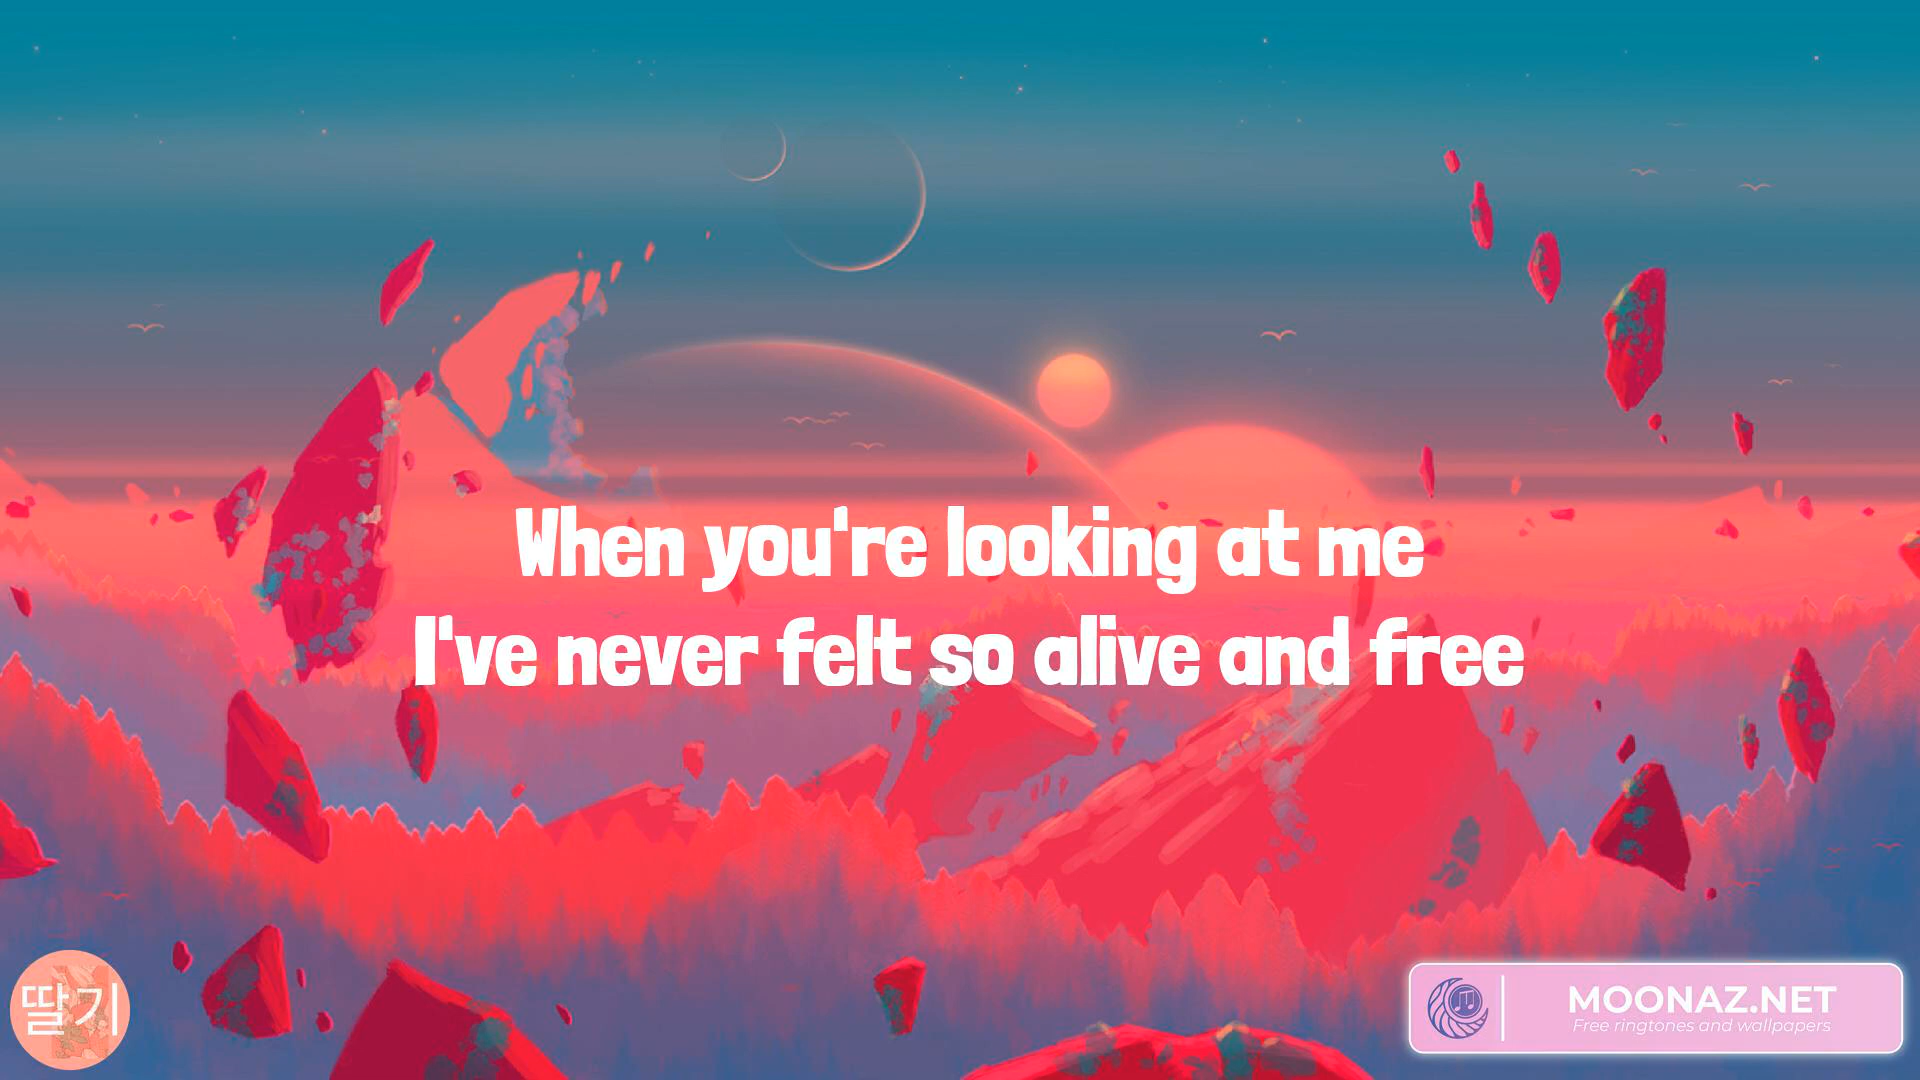 When you're looking at me
I've never felt so alive and free
딸기
MOONAZ.NET
Free ringtones and wallpapers